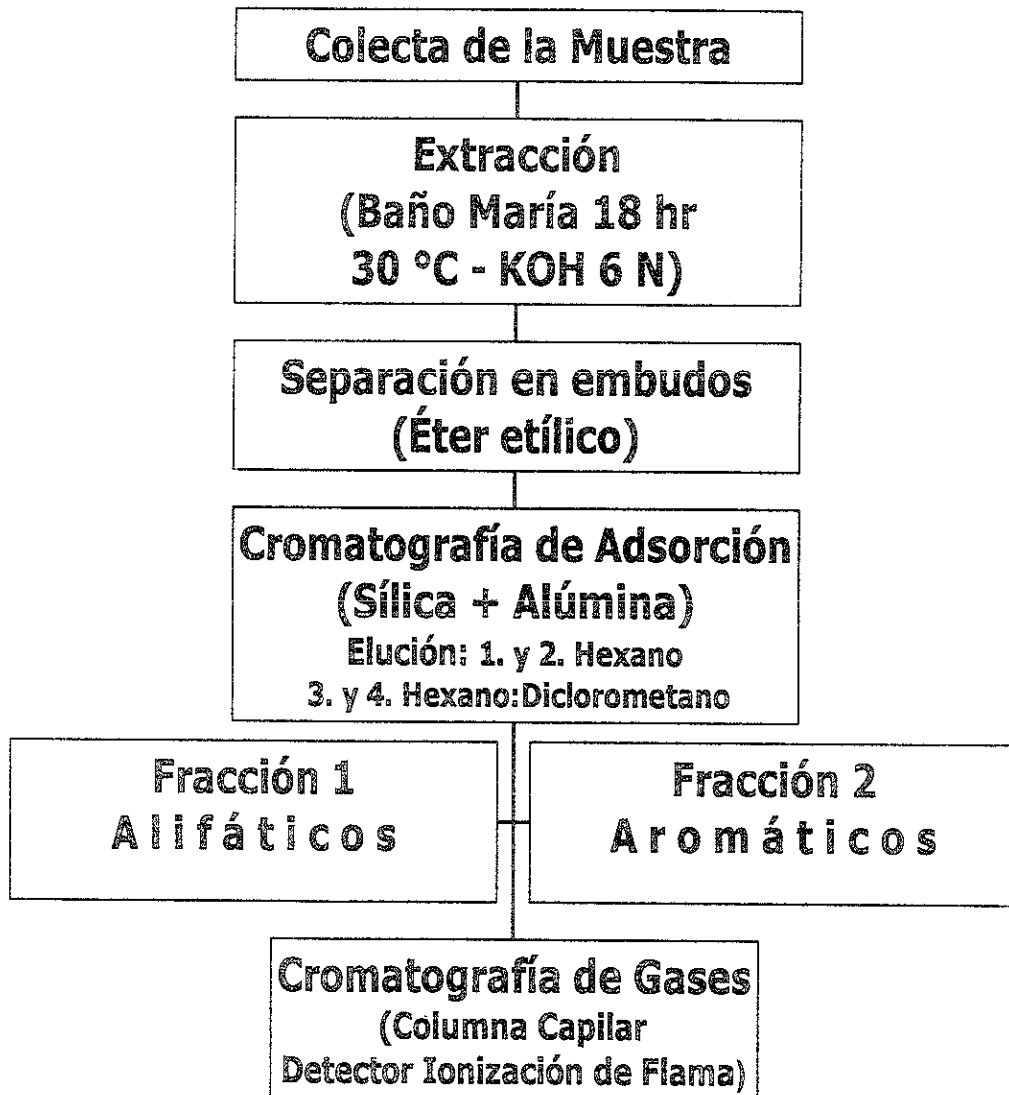 Colecta de la Muestra
Extracción
(Baño María 18 hr
30 °C - KOH 6 N)
Separación en embudos
(Éter etílico)
Cromatografía de Adsorción
(Sílica + Alúmina)
Elución: 1. y 2. Hexano
3. y 4. Hexano:Diclorometano
Fracción 1
Alifáticos
Fracción 2
Aromáticos
Cromatografía de Gases
(Columna Capilar
Detector Ionización de Flama)